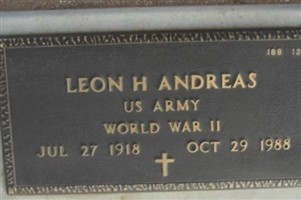 LEON H ANDREAS
US ARMY
WORLD WAR II
JUL 27 1918 OCT 29 1988